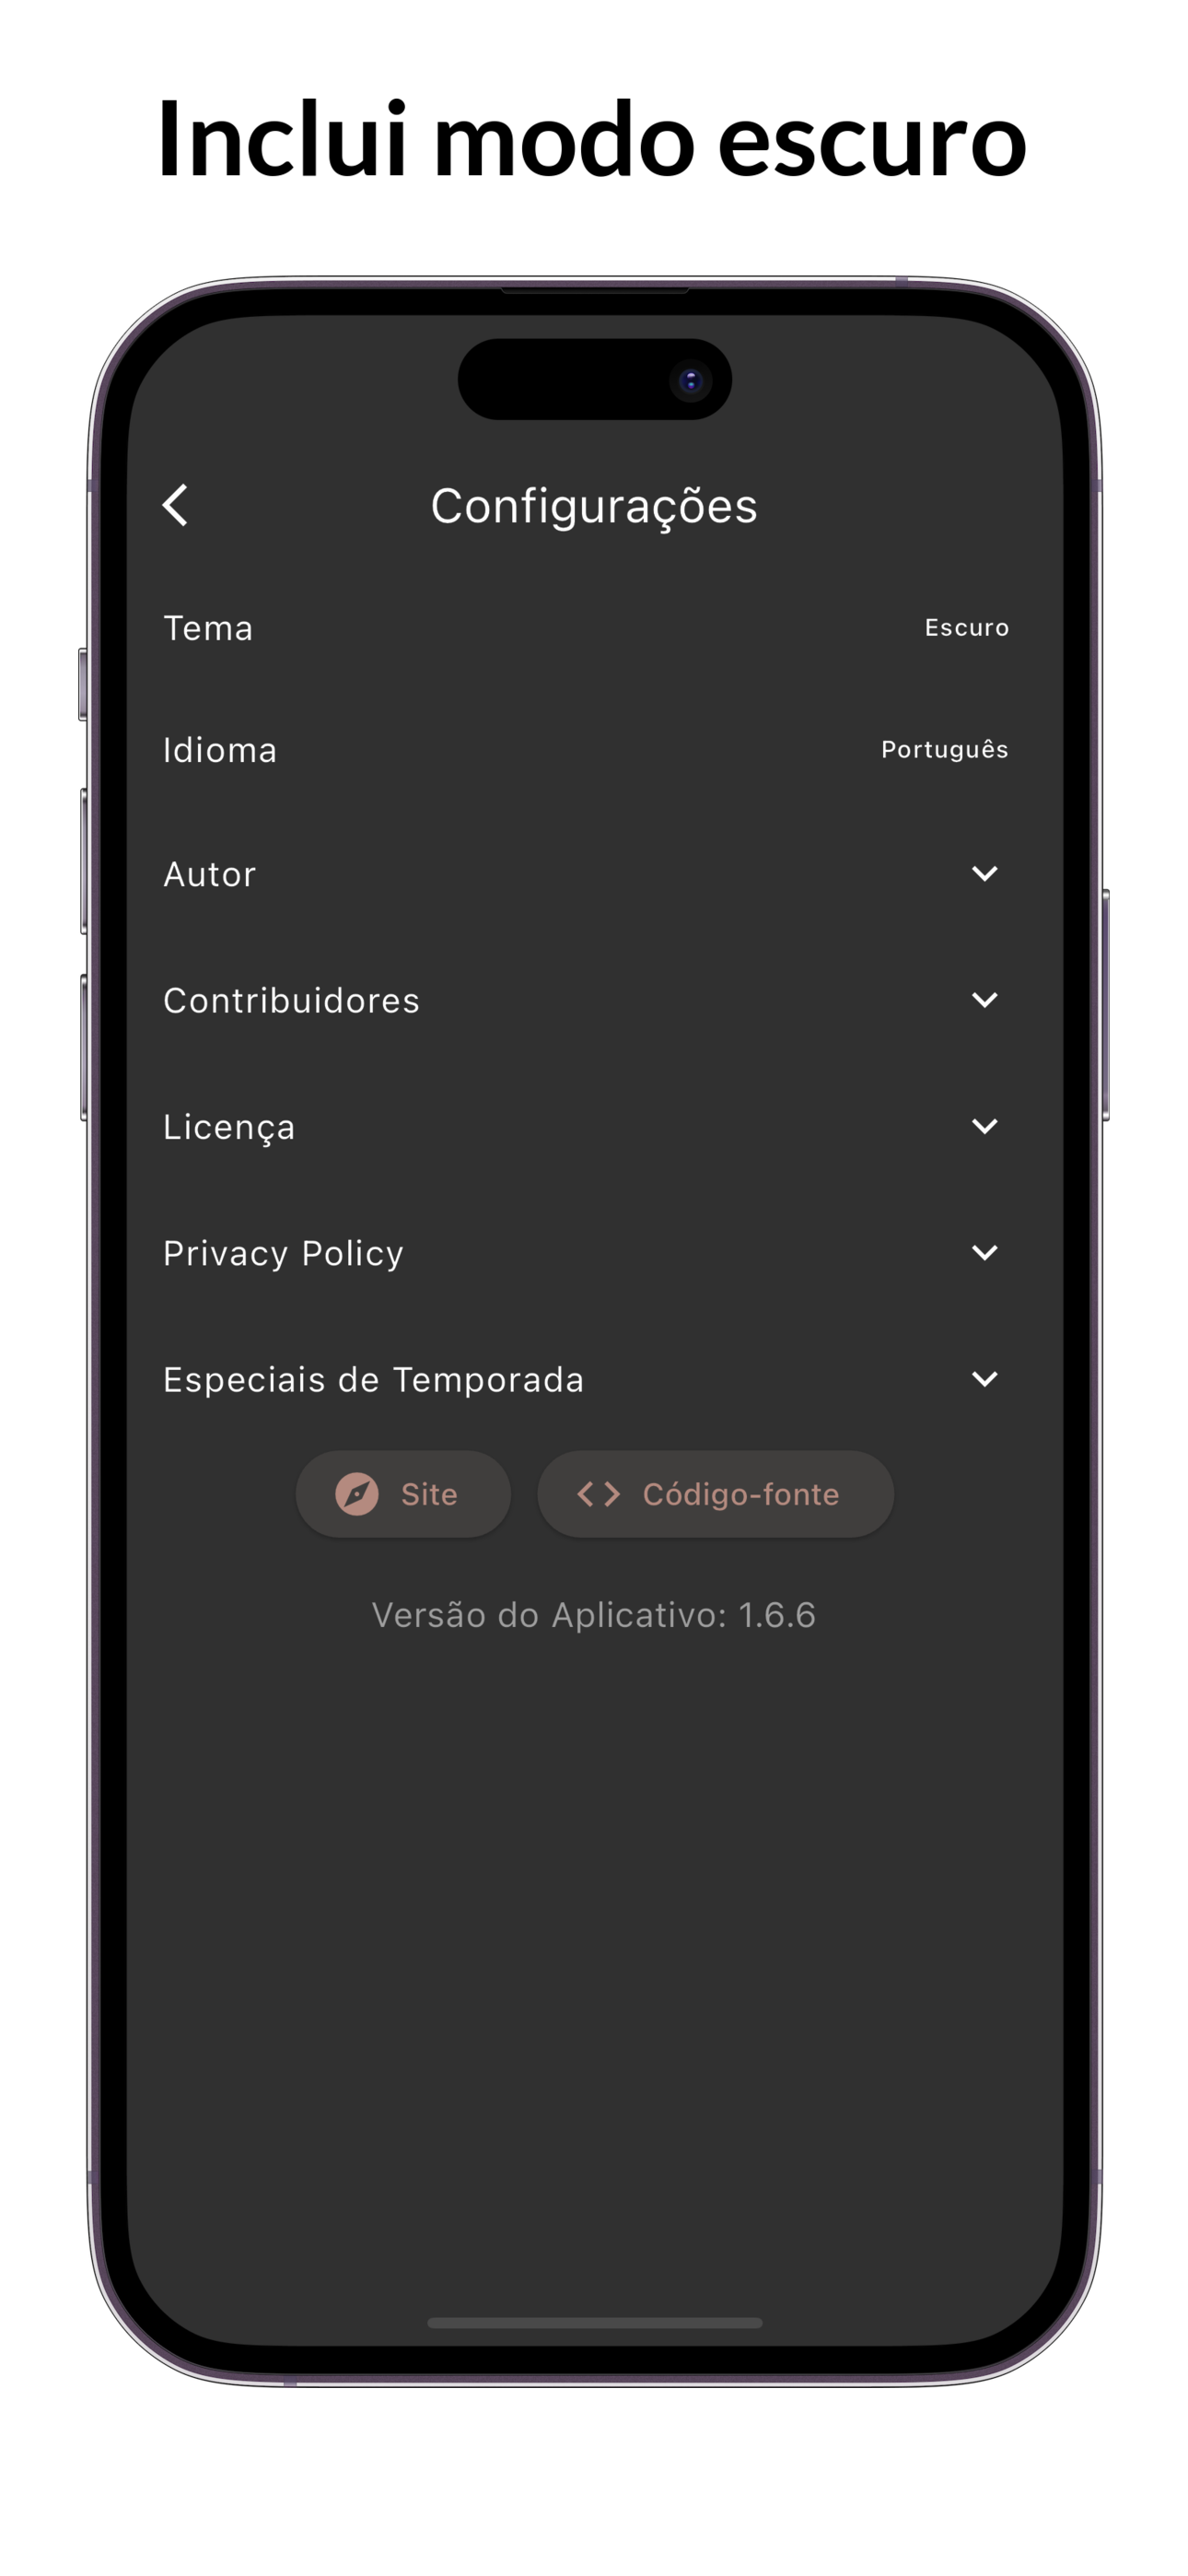 Inclui modo escuro
Configurações
Tema
Escuro
Idioma
Português
Autor
Contribuidores
Licença
Privacy Policy
Especiais de Temporada
Site
Código-fonte
Versão do Aplicativo: 1.6.6